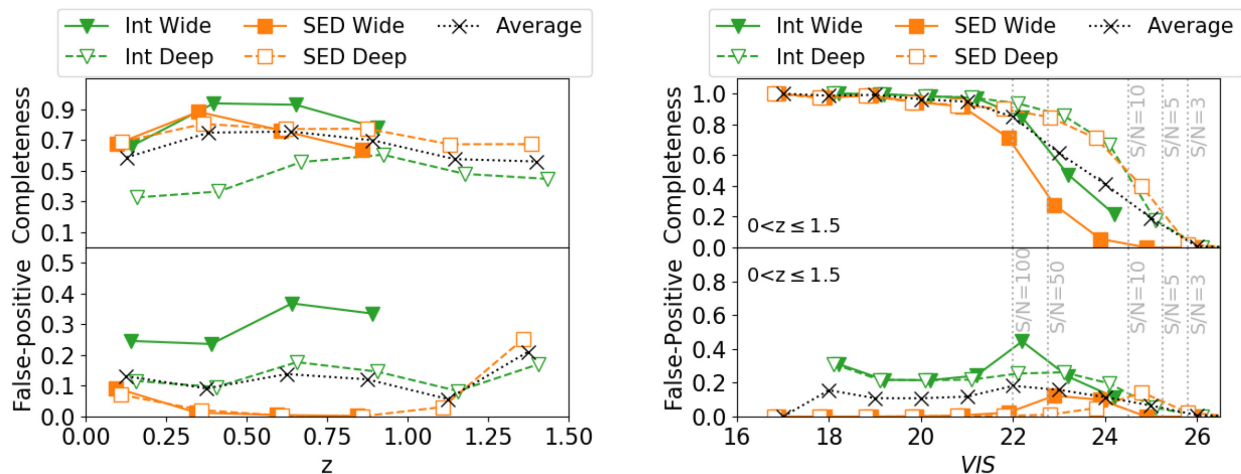 Int Wide
SED Wide
Average
Int Deep
SED Deep
Completeness
0.9
0.7
0.5
0.3
0.1
False-positive
0.5
0.4
0.3
0.2
0.1
0.0
0.00
0.25
0.50
0.75
1.00
1.25
1.50
z
Int Wide
SED Wide
Average
Int Deep
SED Deep
Completeness
1.0
0.8
0.6
0.4
0.2
0.0
0<z≤1.5
S/N=10
S/N=5
S/N=3
False-Positive
0.8
0.6
0.4
0.2
0.0
0<z≤1.5
S/N=100
S/N=50
S/N=10
S/N=5
S/N=3
16
18
20
22
24
26
VIS